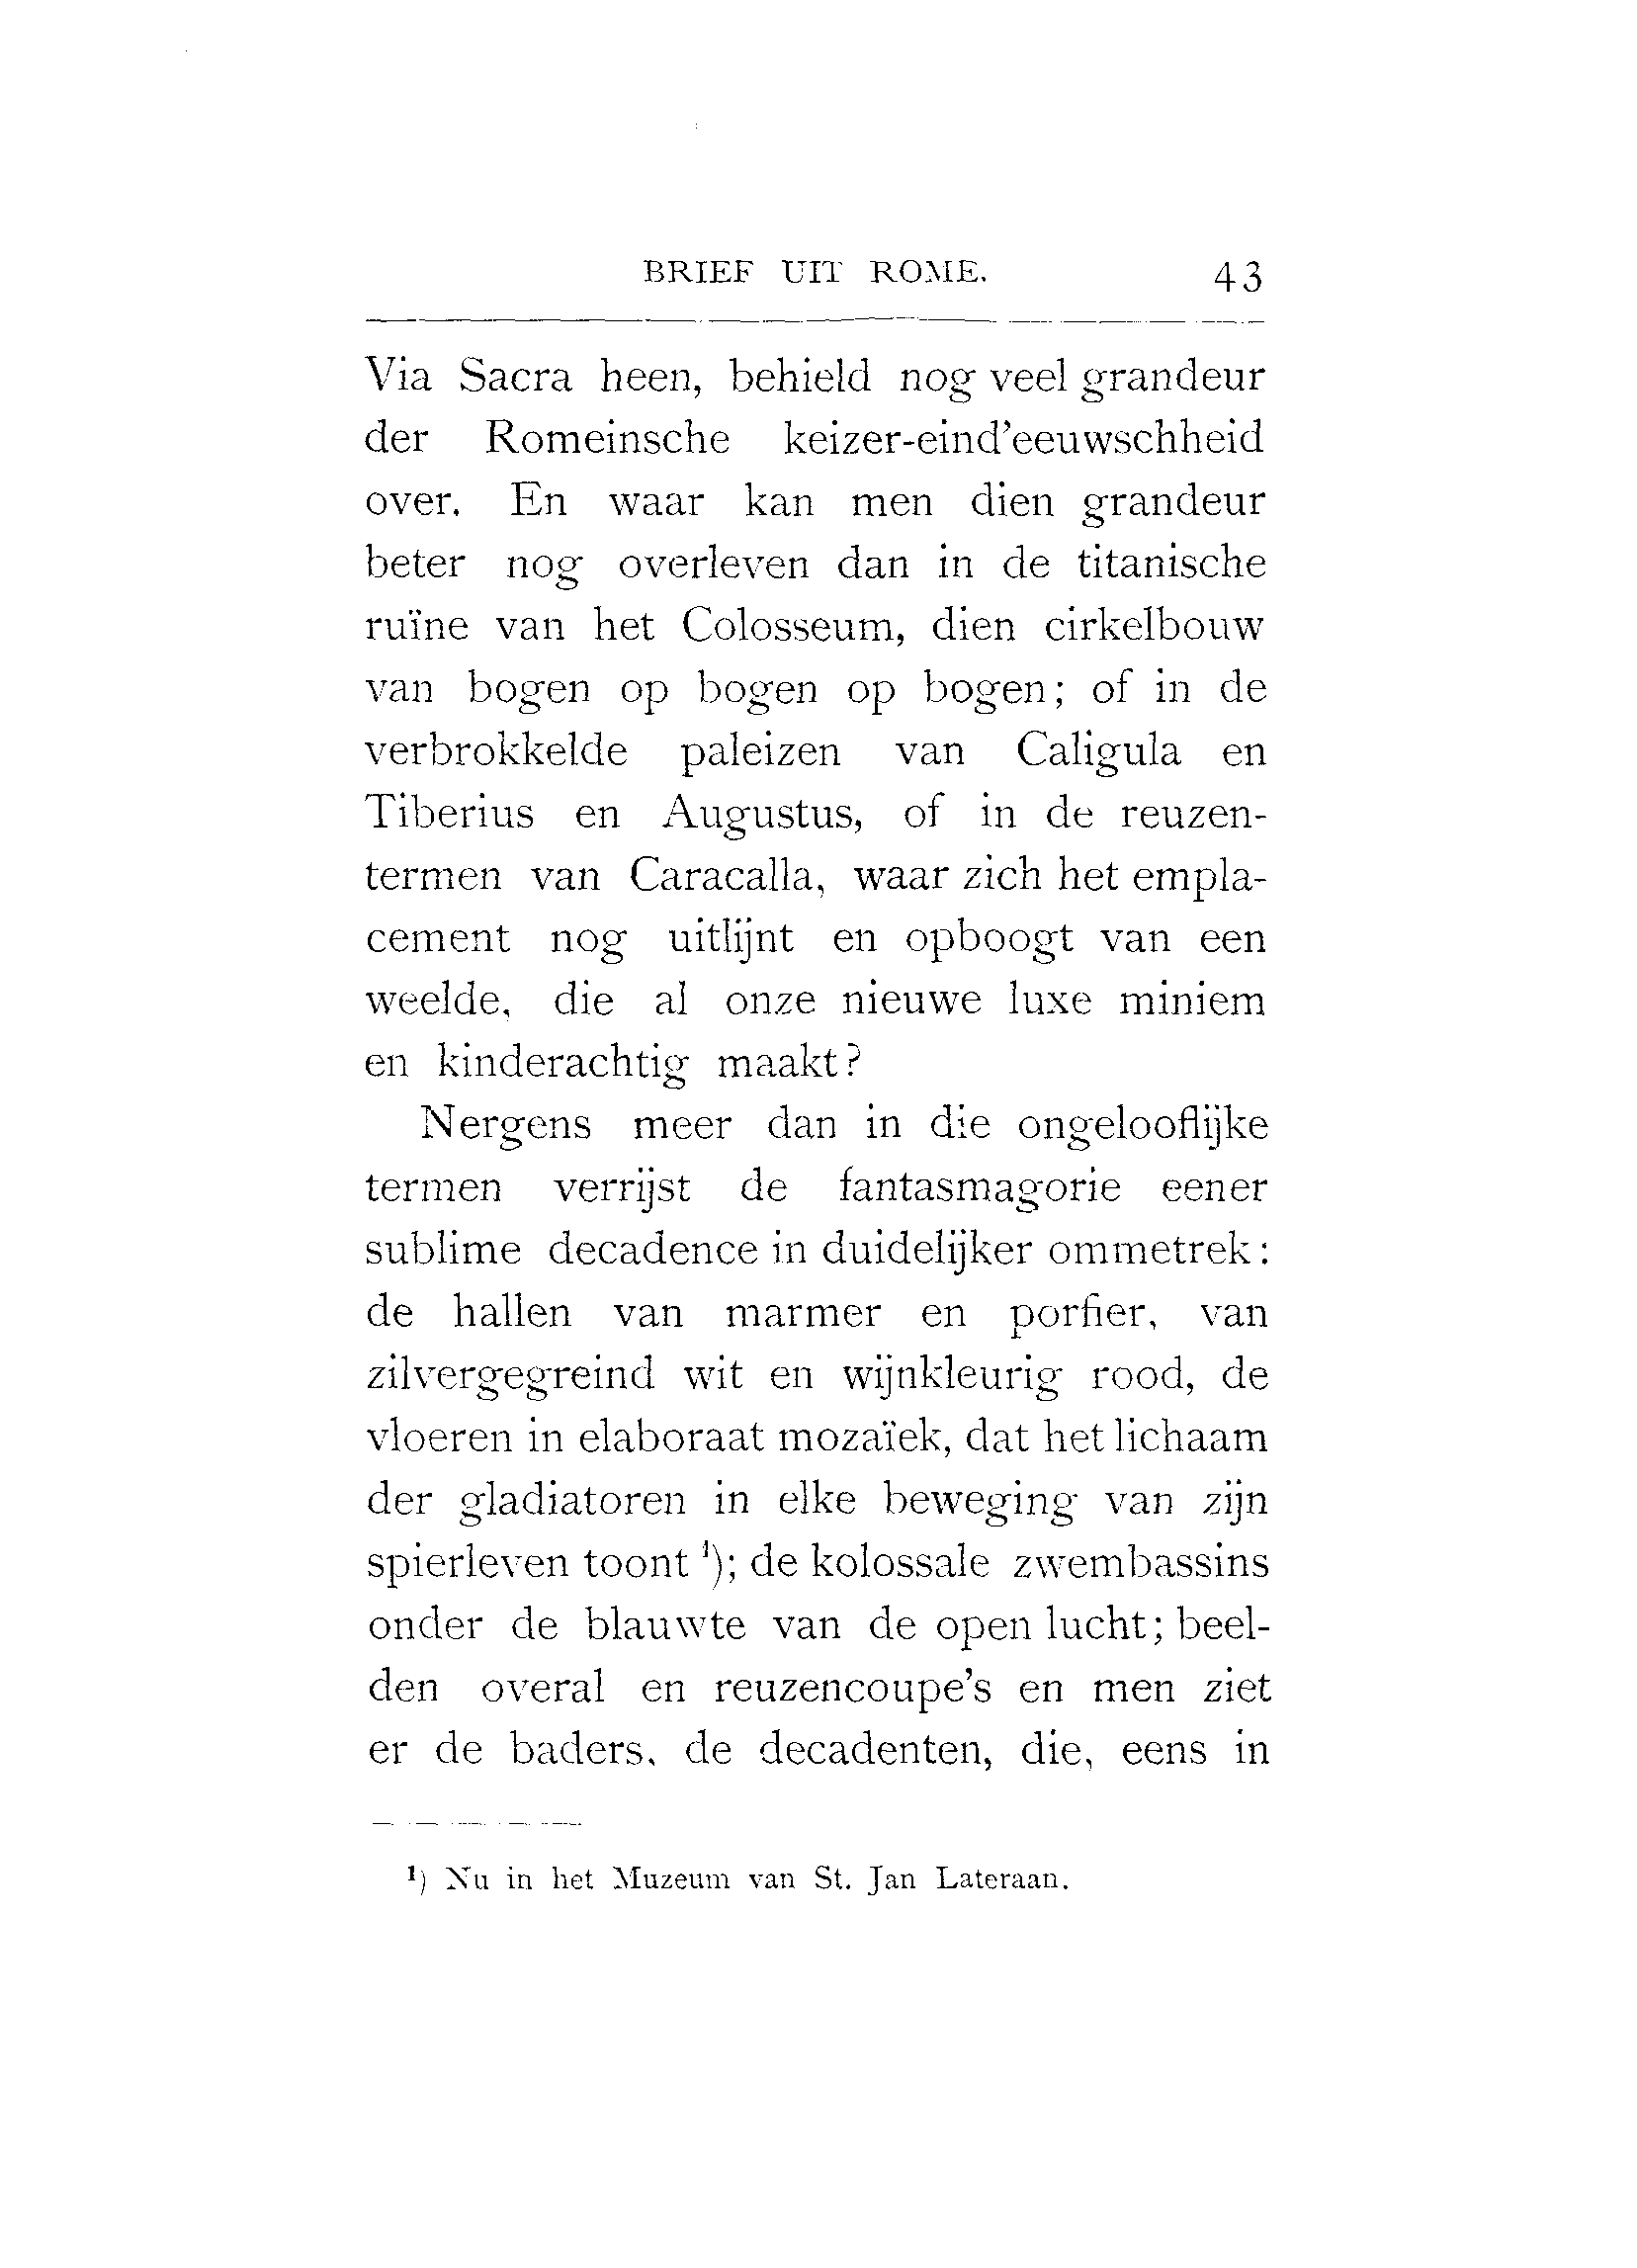 BRIEF UIT ROME. 43
Via Sacra heen, behield nog veel grandeur
der Romeinsche keizer-eind'eeuwschheid
over. En waar kan men dien grandeur
beter nog overleven dan in de titanische
ruïne van het Colosseum, dien cirkelbouw
van bogen op bogen op bogen; of in de
verbrokkelde paleizen van Caligula en
Tiberius en Augustus, of in de reuzen-
termen van Caracalla, waar zich het empla-
cement nog uitlijnt en opboogt van een
weelde, die al onze nieuwe luxe miniem
en kinderachtig maakt?
Nergens meer dan in die ongelooflijke
termen verrijst de fantasmagorie eener
sublime decadence in duidelijker ommetrek:
de hallen van marmer en porfier, van
zilvergegreind wit en wijnkleurig rood, de
vloeren in elaboraat mozaïek, dat het lichaam
der gladiatoren in elke beweging van zijn
spierleven toont ¹); de kolossale zwembassins
onder de blauwte van de open lucht; beel-
den overal en reuzencoupe's en men ziet
er de baders, de decadenten, die, eens in
¹) Nu in het Muzeum van St. Jan Lateraan.